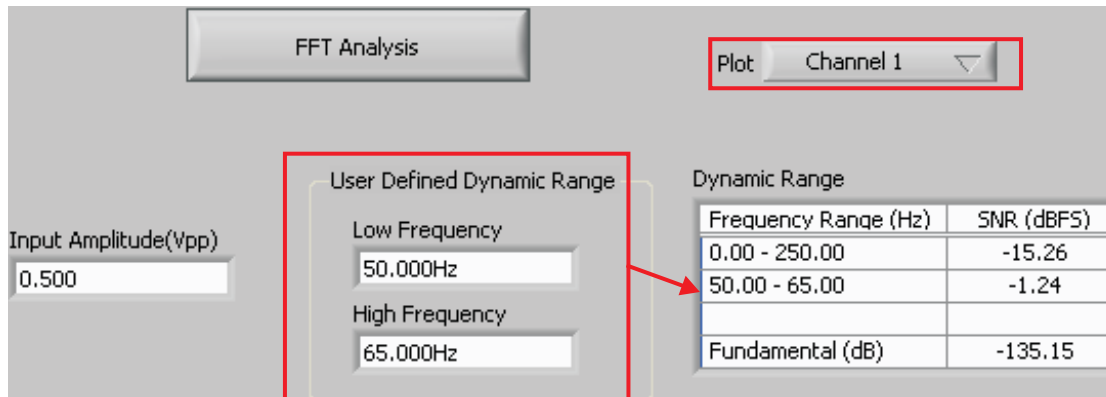 FFT Analysis
Plot Channel 1
User Defined Dynamic Range
Dynamic Range
Input Amplitude(Vpp)
0.500
Low Frequency
50.000Hz
High Frequency
65.000Hz
Frequency Range (Hz) SNR (dBFS)
0.00 - 250.00 -15.26
50.00 - 65.00 -1.24
Fundamental (dB) -135.15